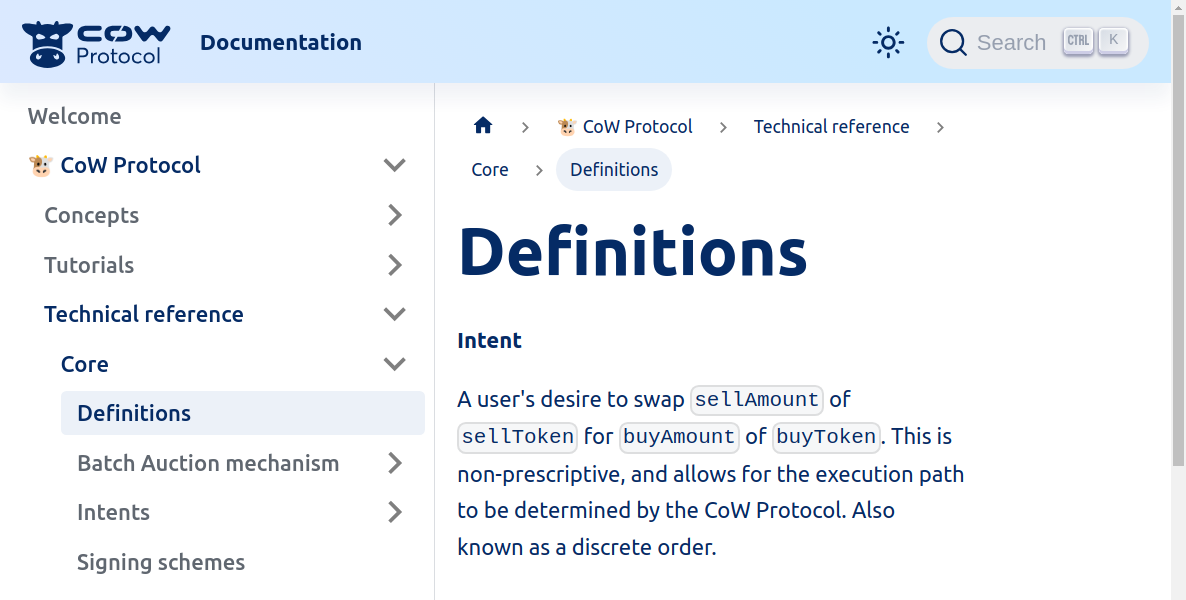 COW
Protocol
Documentation
Search
CTRL
K
Welcome
🐮 CoW Protocol
Concepts
Tutorials
Technical reference
Core
Definitions
Batch Auction mechanism
Intents
Signing schemes
🐮 CoW Protocol
Technical reference
Core
Definitions
Definitions
Intent
A user's desire to swap sellAmount of
sellToken for buyAmount of buyToken. This is
non-prescriptive, and allows for the execution path
to be determined by the CoW Protocol. Also
known as a discrete order.